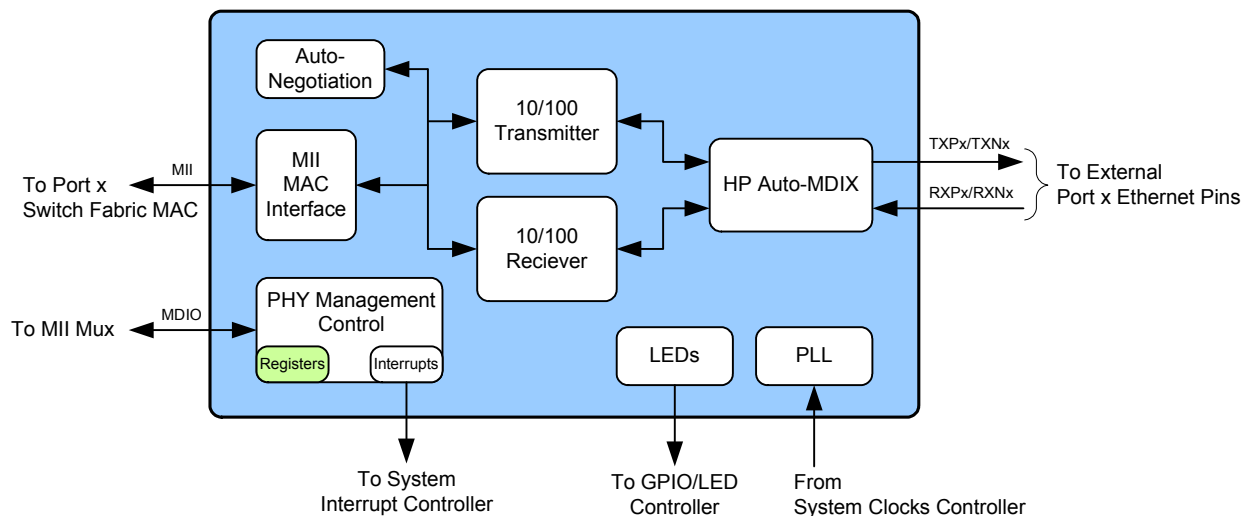 Auto-
Negotiation
10/100
Transmitter
MII
MAC
Interface
HP Auto-MDIX
TXPx/TXNx
RXPx/RXNx
To External
Port x Ethernet Pins
MII
To Port x
Switch Fabric MAC
10/100
Reciever
PHY Management
Control
Registers
Interrupts
MDIO
To MII Mux
LEDs
PLL
To System
Interrupt Controller
To GPIO/LED
Controller
From
System Clocks Controller